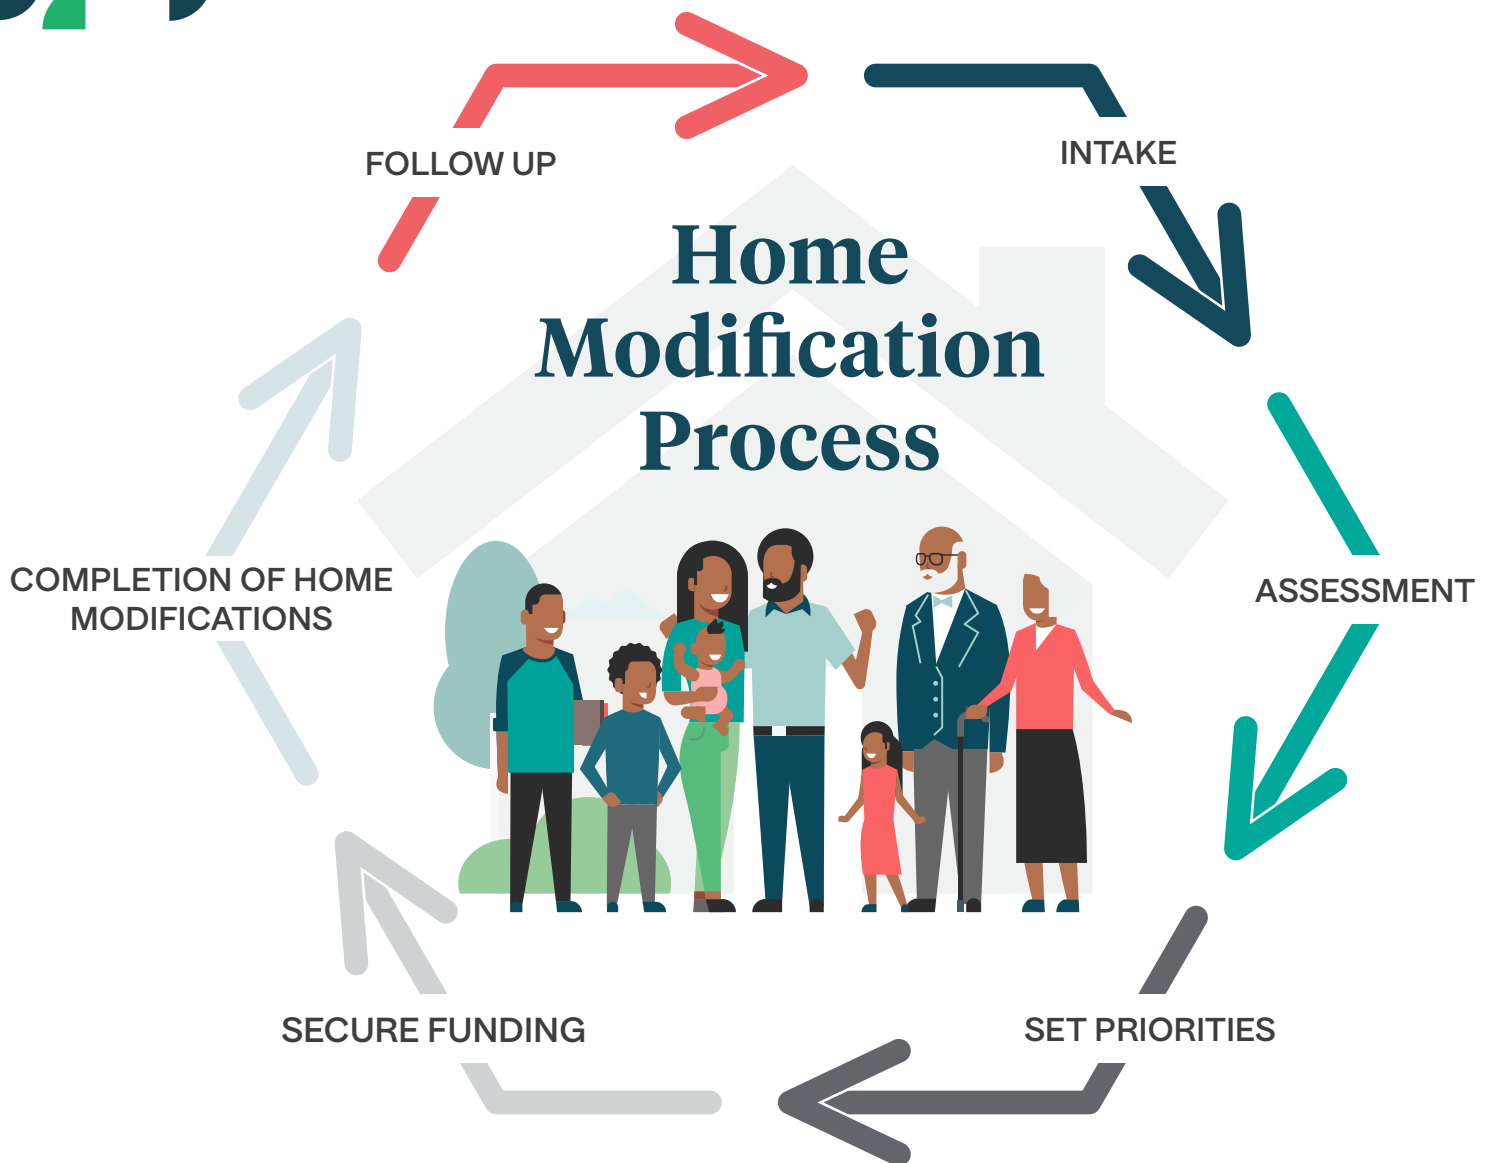 FOLLOW UP
INTAKE
Home
Modification
Process
COMPLETION OF HOME
MODIFICATIONS
ASSESSMENT
SECURE FUNDING
SET PRIORITIES